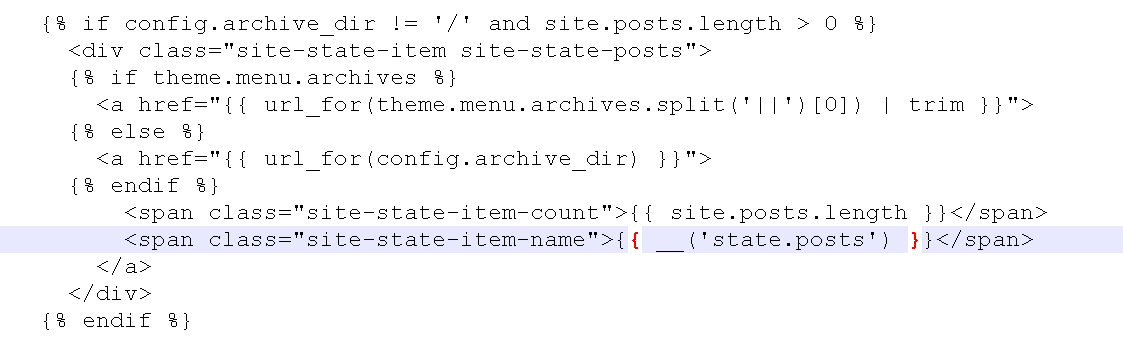 {% if config.archive_dir != '/' and site.posts.length > 0 %}
<div class="site-state-item site-state-posts">
{% if theme.menu.archives %}
<a href="{{ url_for(theme.menu.archives.split('||')[0]) | trim }}">
{% else %}
<a href="{{ url_for(config.archive_dir) }}">
{% endif %}
<span class="site-state-item-count">{{ site.posts.length }}</span>
<span class="site-state-item-name">{{ __('state.posts') }}</span>
</a>
</div>
{% endif %}